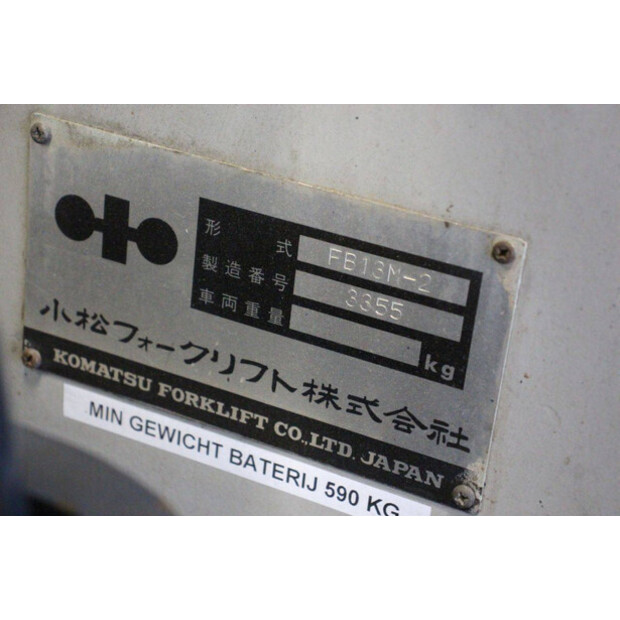 形式 FB13M-2
製造番号 3355
車両重量 kg
小松フォークリフト株式会社
KOMATSU FORKLIFT CO.,LTD. JAPAN
MIN GEWICHT BATERIJ 590 KG